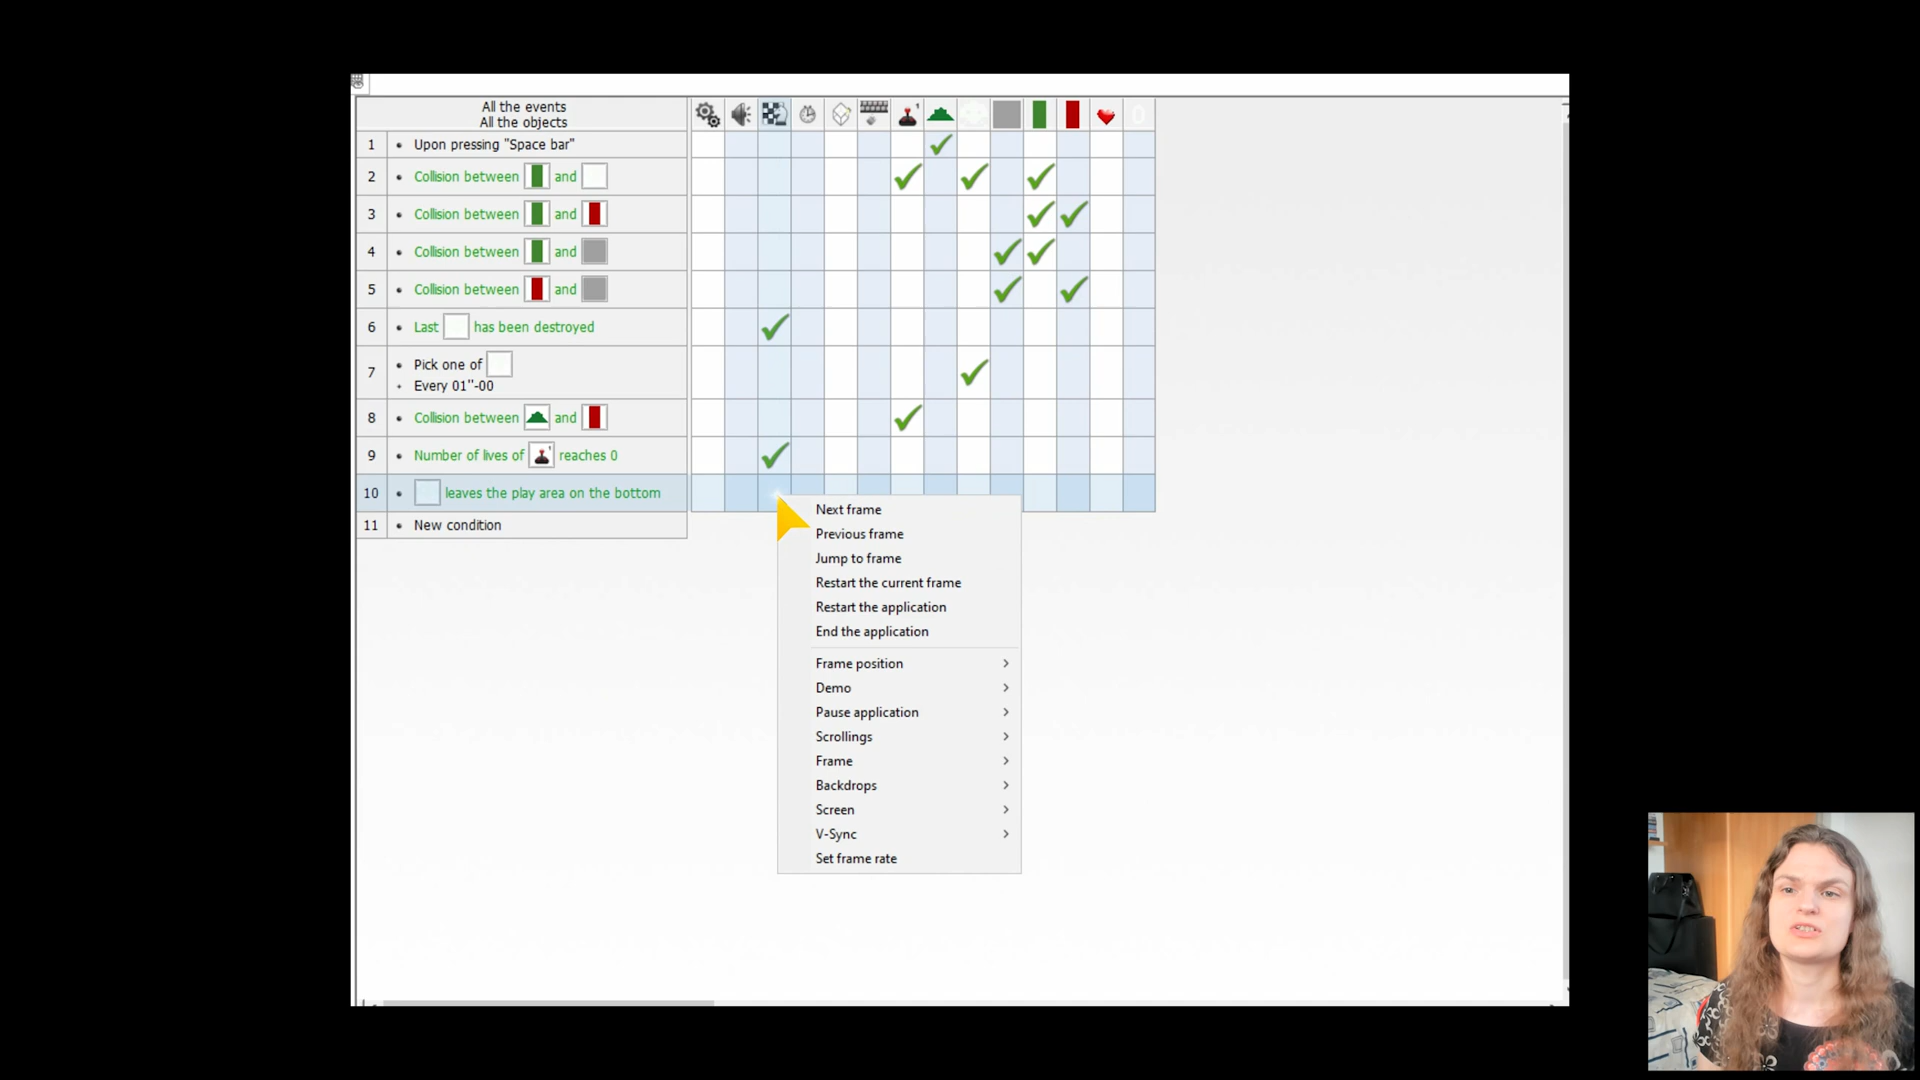 All the events
All the objects
1 • Upon pressing "Space bar"
2 • Collision between and
3 • Collision between and
4 • Collision between and
5 • Collision between and
6 • Last has been destroyed
7 • Pick one of
• Every 01"-00
8 • Collision between and
9 • Number of lives of reaches 0
10 • leaves the play area on the bottom
11 • New condition
Next frame
Previous frame
Jump to frame
Restart the current frame
Restart the application
End the application
Frame position
Demo
Pause application
Scrollings
Frame
Backdrops
Screen
V-Sync
Set frame rate